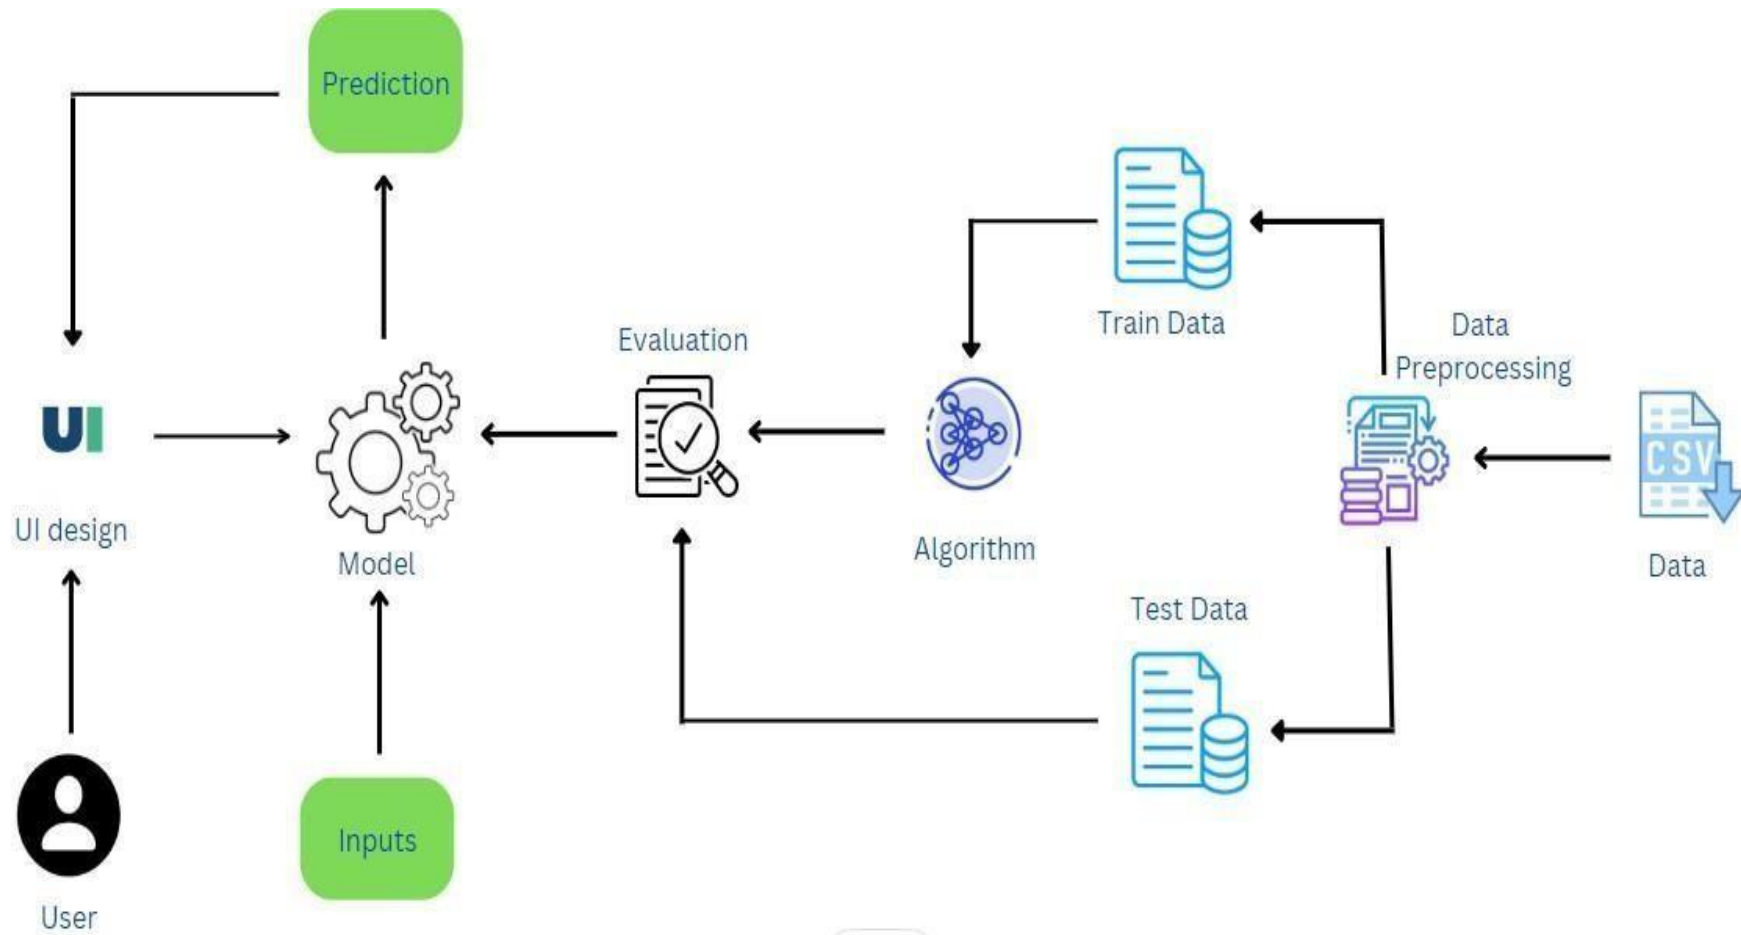 Prediction
Train Data
Data
Preprocessing
Evaluation
UI
CSV
UI design
Model
Algorithm
Data
Test Data
Inputs
User